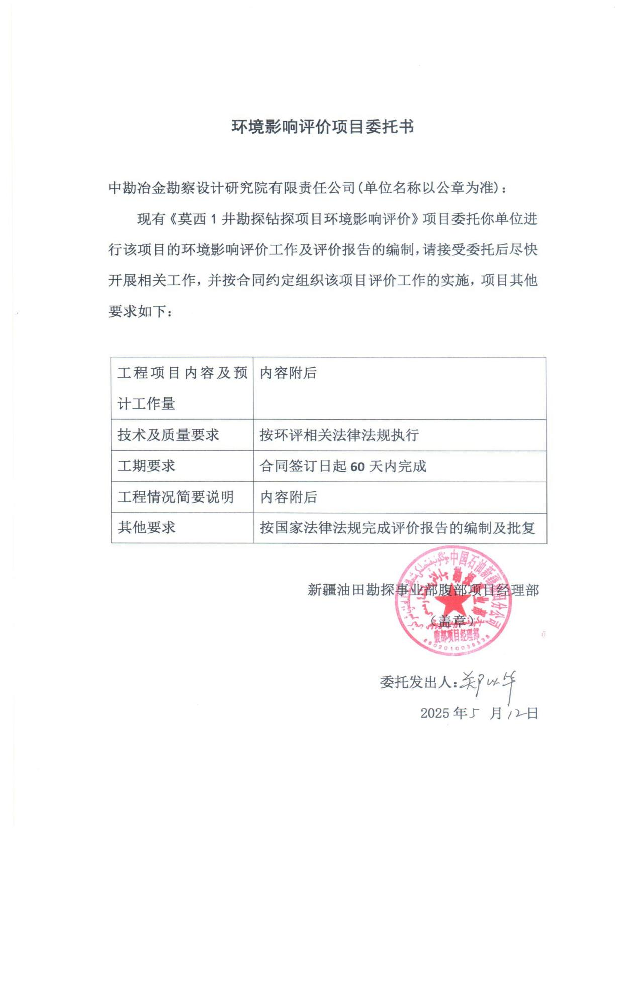 环境影响评价项目委托书
中勘冶金勘察设计研究院有限责任公司(单位名称以公章为准)：
现有《莫西1井勘探钻探项目环境影响评价》项目委托你单位进
行该项目的环境影响评价工作及评价报告的编制，请接受委托后尽快
开展相关工作，并按合同约定组织该项目评价工作的实施，项目其他
要求如下：
工程项目内容及预 内容附后
计工作量
技术及质量要求 按环评相关法律法规执行
工期要求 合同签订日起 60 天内完成
工程情况简要说明 内容附后
其他要求 按国家法律法规完成评价报告的编制及批复
中国石油新疆油田分公司
勘探事业部
新疆油田勘探事业部腹部项目经理部
（盖章）
腹部项目经理部
6502010039338
委托发出人：郑以华
2025年5 月12日